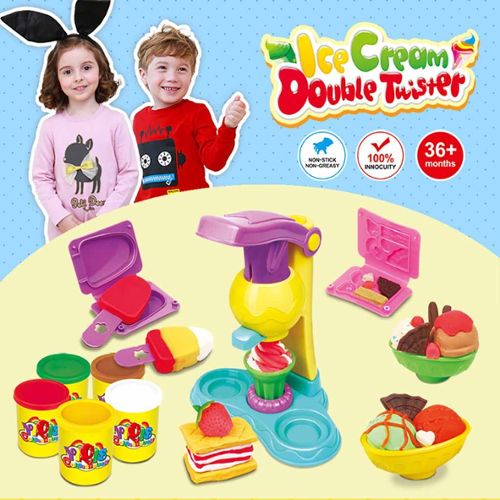 Ice Cream
Double Twister
NON-STICK
NON-GREASY
100%
INNOCUITY
36+
months